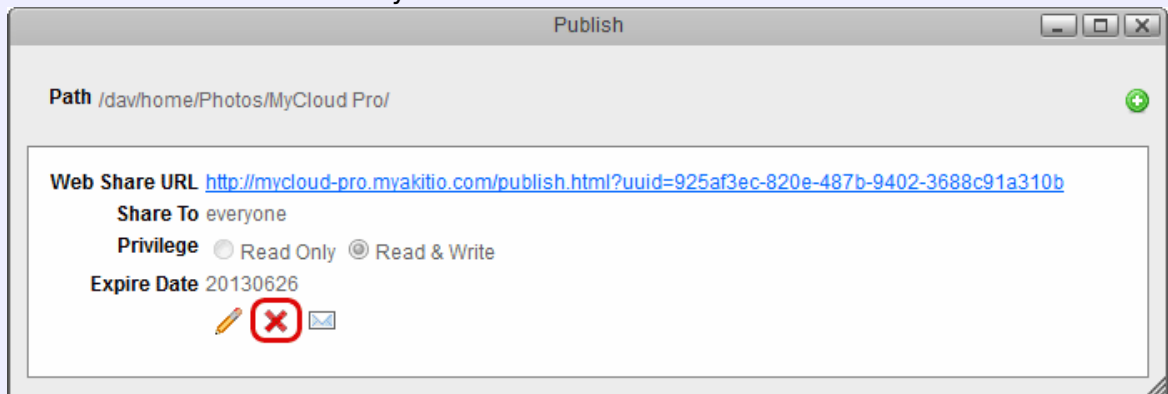 Publish
Path /dav/home/Photos/MyCloud Pro/
Web Share URL http://mycloud-pro.myakitio.com/publish.html?uuid=925af3ec-820e-487b-9402-3688c91a310b
Share To everyone
Privilege Read Only Read & Write
Expire Date 20130626